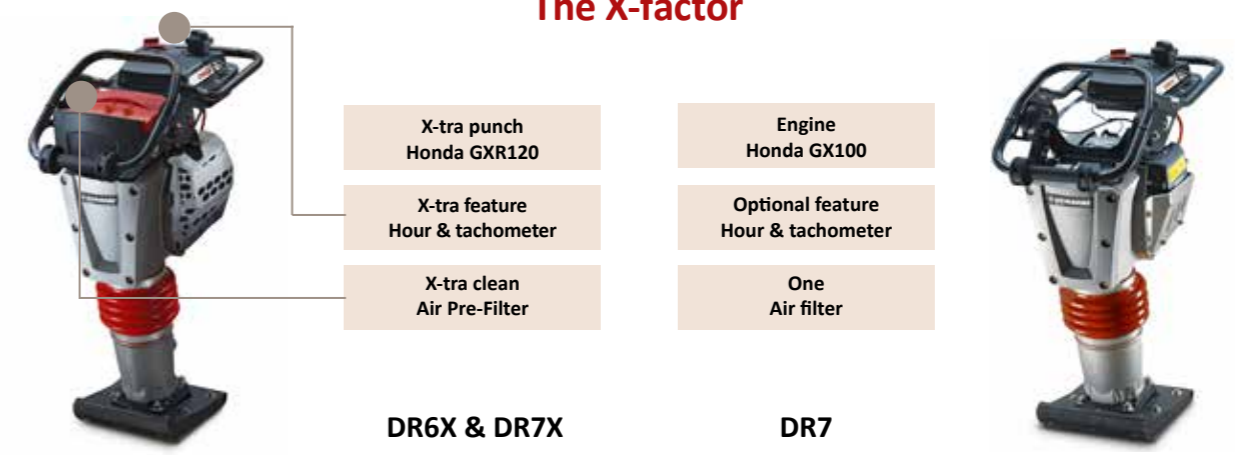 The X-factor
X-tra punch
Honda GXR120
Engine
Honda GX100
X-tra feature
Hour & tachometer
Optional feature
Hour & tachometer
X-tra clean
Air Pre-Filter
One
Air filter
DR6X & DR7X
DR7